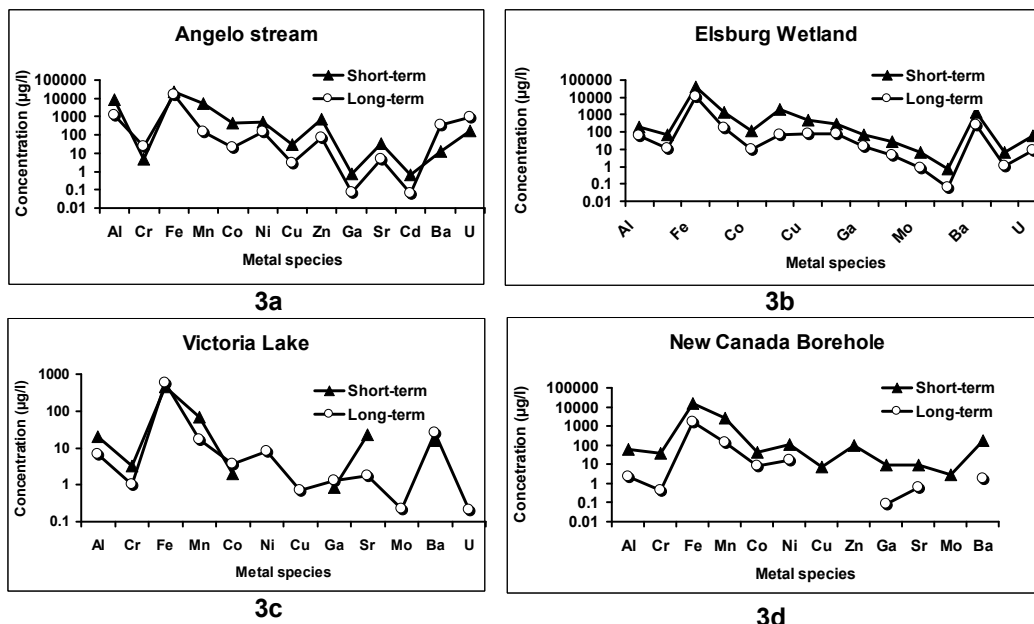 Angelo stream
Concentration (µg/l)
100000
10000
1000
100
10
1
0.1
0.01
Short-term
Long-term
Al Cr Fe Mn Co Ni Cu Zn Ga Sr Cd Ba U
Metal species
3a
Elsburg Wetland
Concentration (µg/l)
100000
10000
1000
100
10
1
0.1
0.01
Short-term
Long-term
Al Fe Co Cu Ga Mo Ba U
Metal species
3b
Victoria Lake
Concentration (µg/l)
1000
100
10
1
0.1
Short-term
Long-term
Al Cr Fe Mn Co Ni Cu Ga Sr Mo Ba U
Metal species
3c
New Canada Borehole
Concetration (µg/l)
100000
10000
1000
100
10
1
0.1
0.01
Short-term
Long-term
Al Cr Fe Mn Co Ni Cu Zn Ga Sr Mo Ba
Metal species
3d